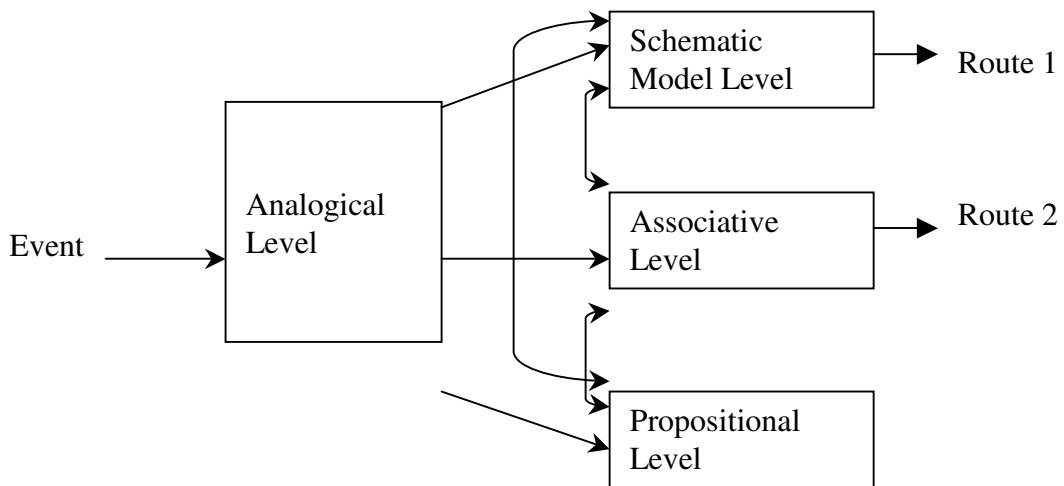 Schematic
Model Level
Route 1
Analogical
Level
Event
Associative
Level
Route 2
Propositional
Level